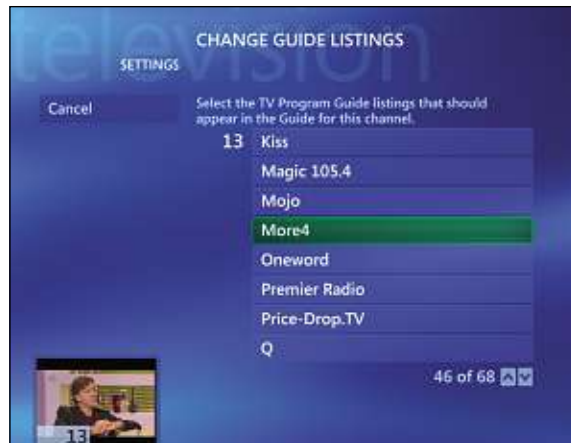 television
CHANGE GUIDE LISTINGS
SETTINGS
Cancel
Select the TV Program Guide listings that should
appear in the Guide for this channel.
13 Kiss
Magic 105.4
Mojo
More4
Oneword
Premier Radio
Price-Drop.TV
Q
46 of 68
13